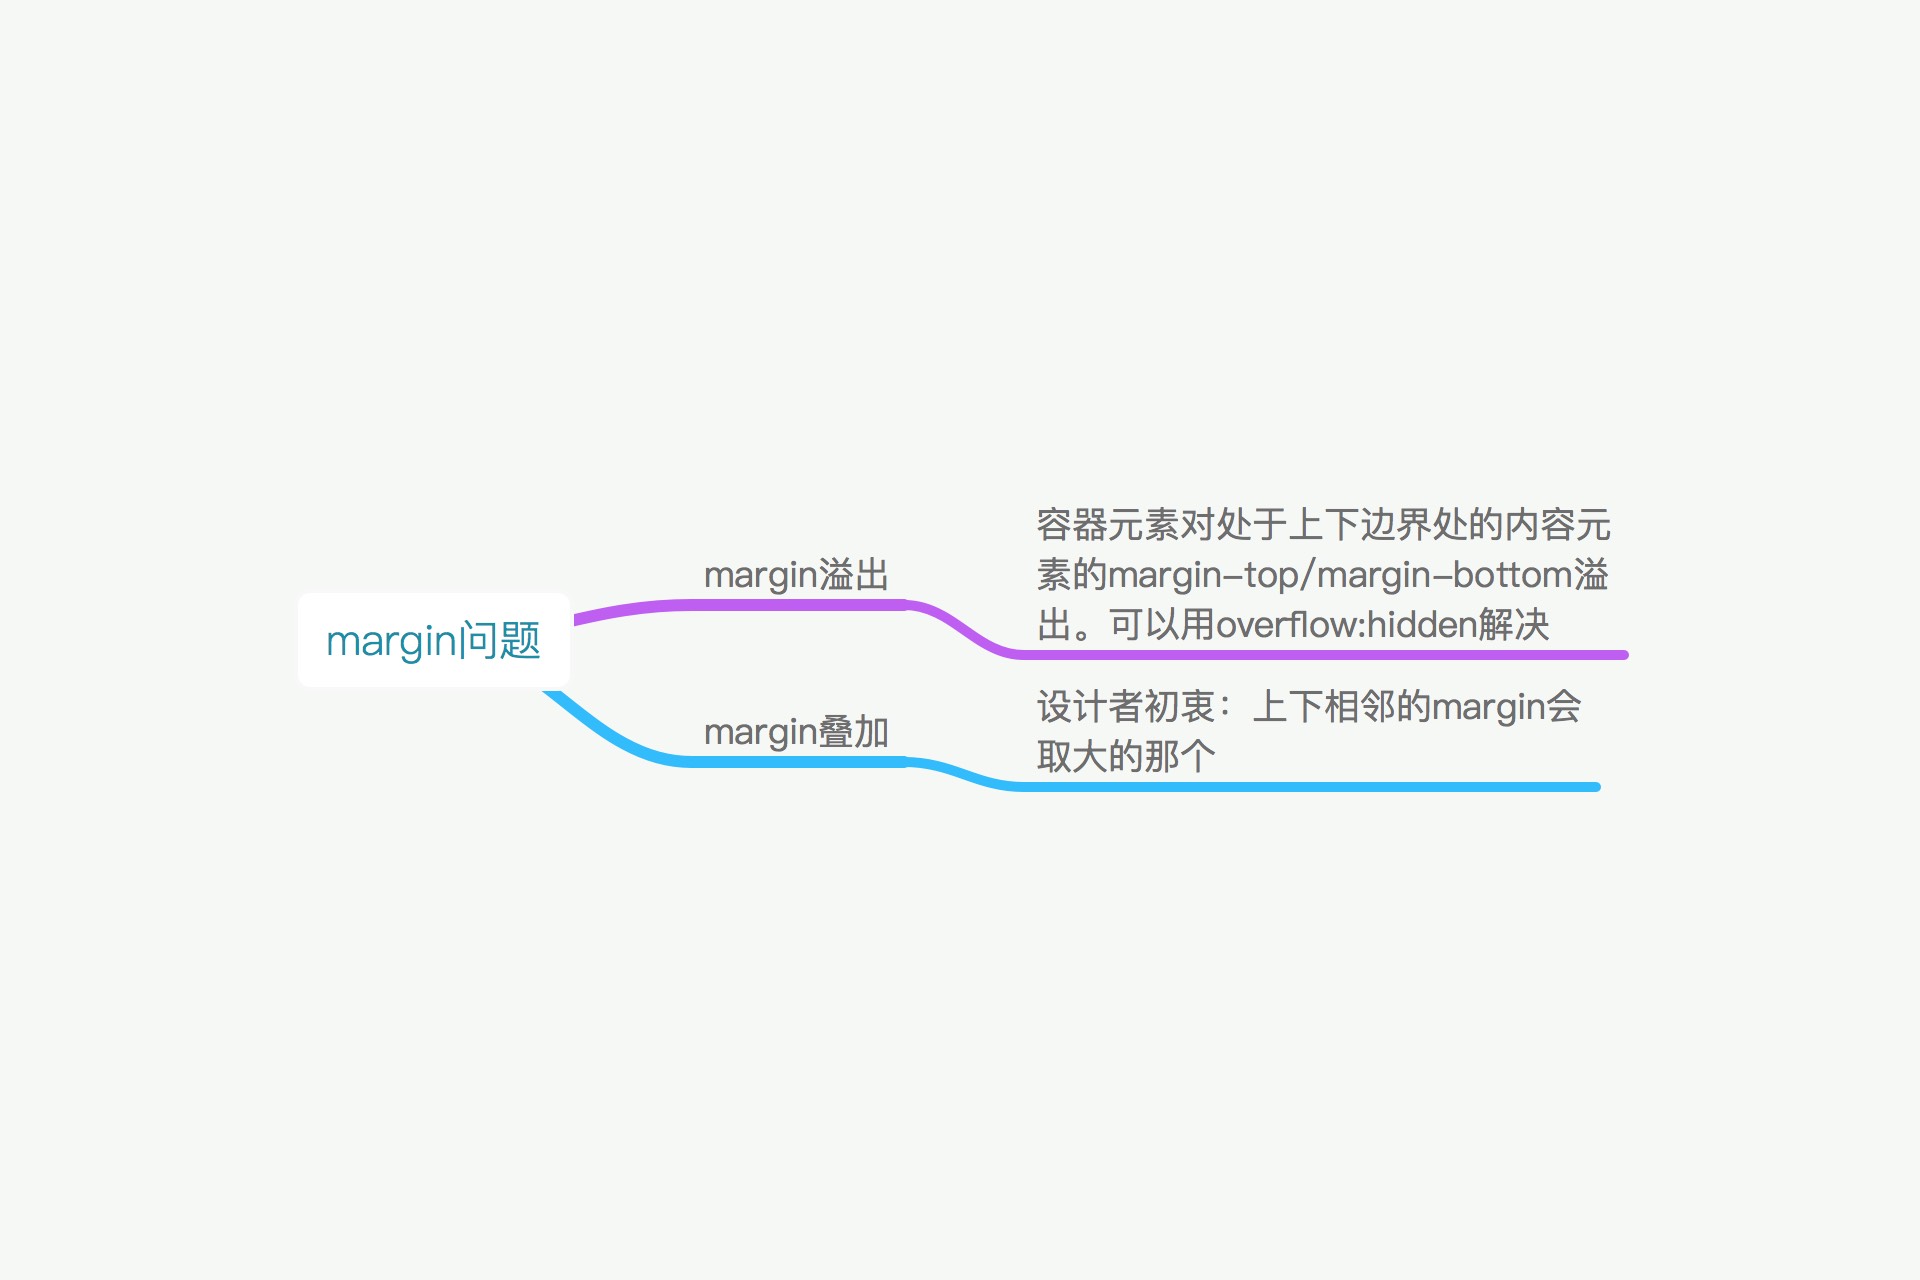 margin问题
margin溢出
容器元素对处于上下边界处的内容元
素的margin-top/margin-bottom溢
出。可以用overflow:hidden解决
margin叠加
设计者初衷：上下相邻的margin会
取大的那个